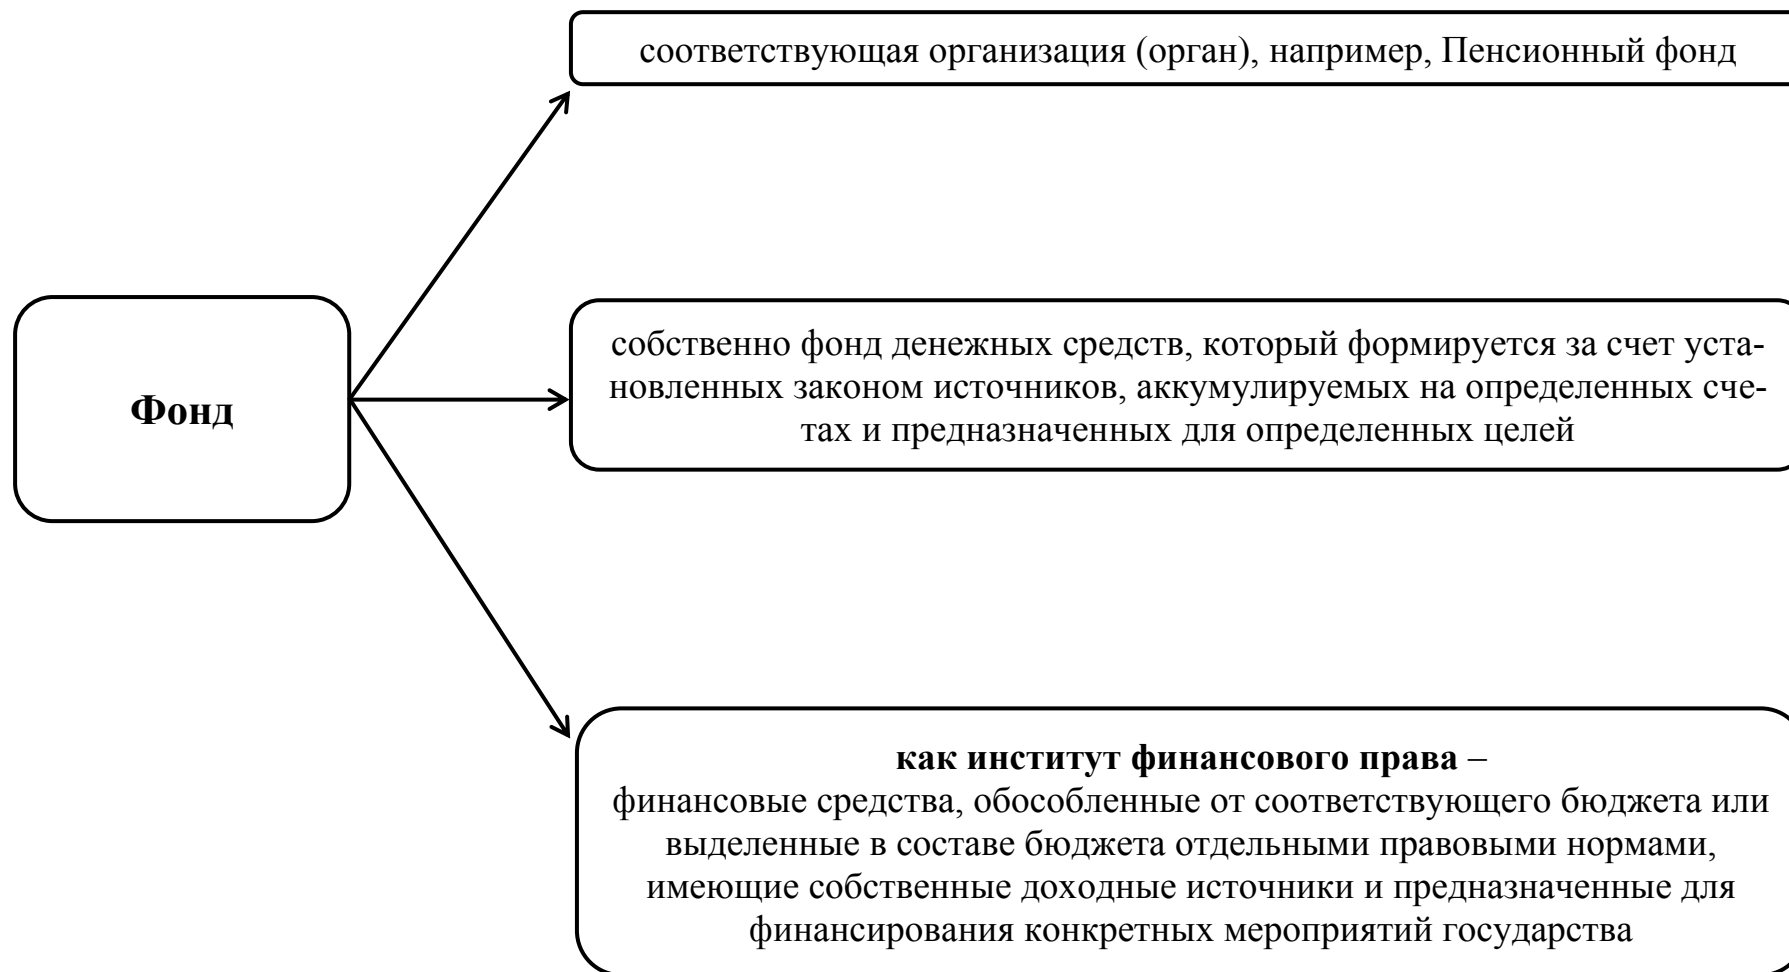 соответствующая организация (орган), например, Пенсионный фонд
Фонд
собственно фонд денежных средств, который формируется за счет уста-
новленных законом источников, аккумулируемых на определенных сче-
тах и предназначенных для определенных целей
как институт финансового права –
финансовые средства, обособленные от соответствующего бюджета или
выделенные в составе бюджета отдельными правовыми нормами,
имеющие собственные доходные источники и предназначенные для
финансирования конкретных мероприятий государства